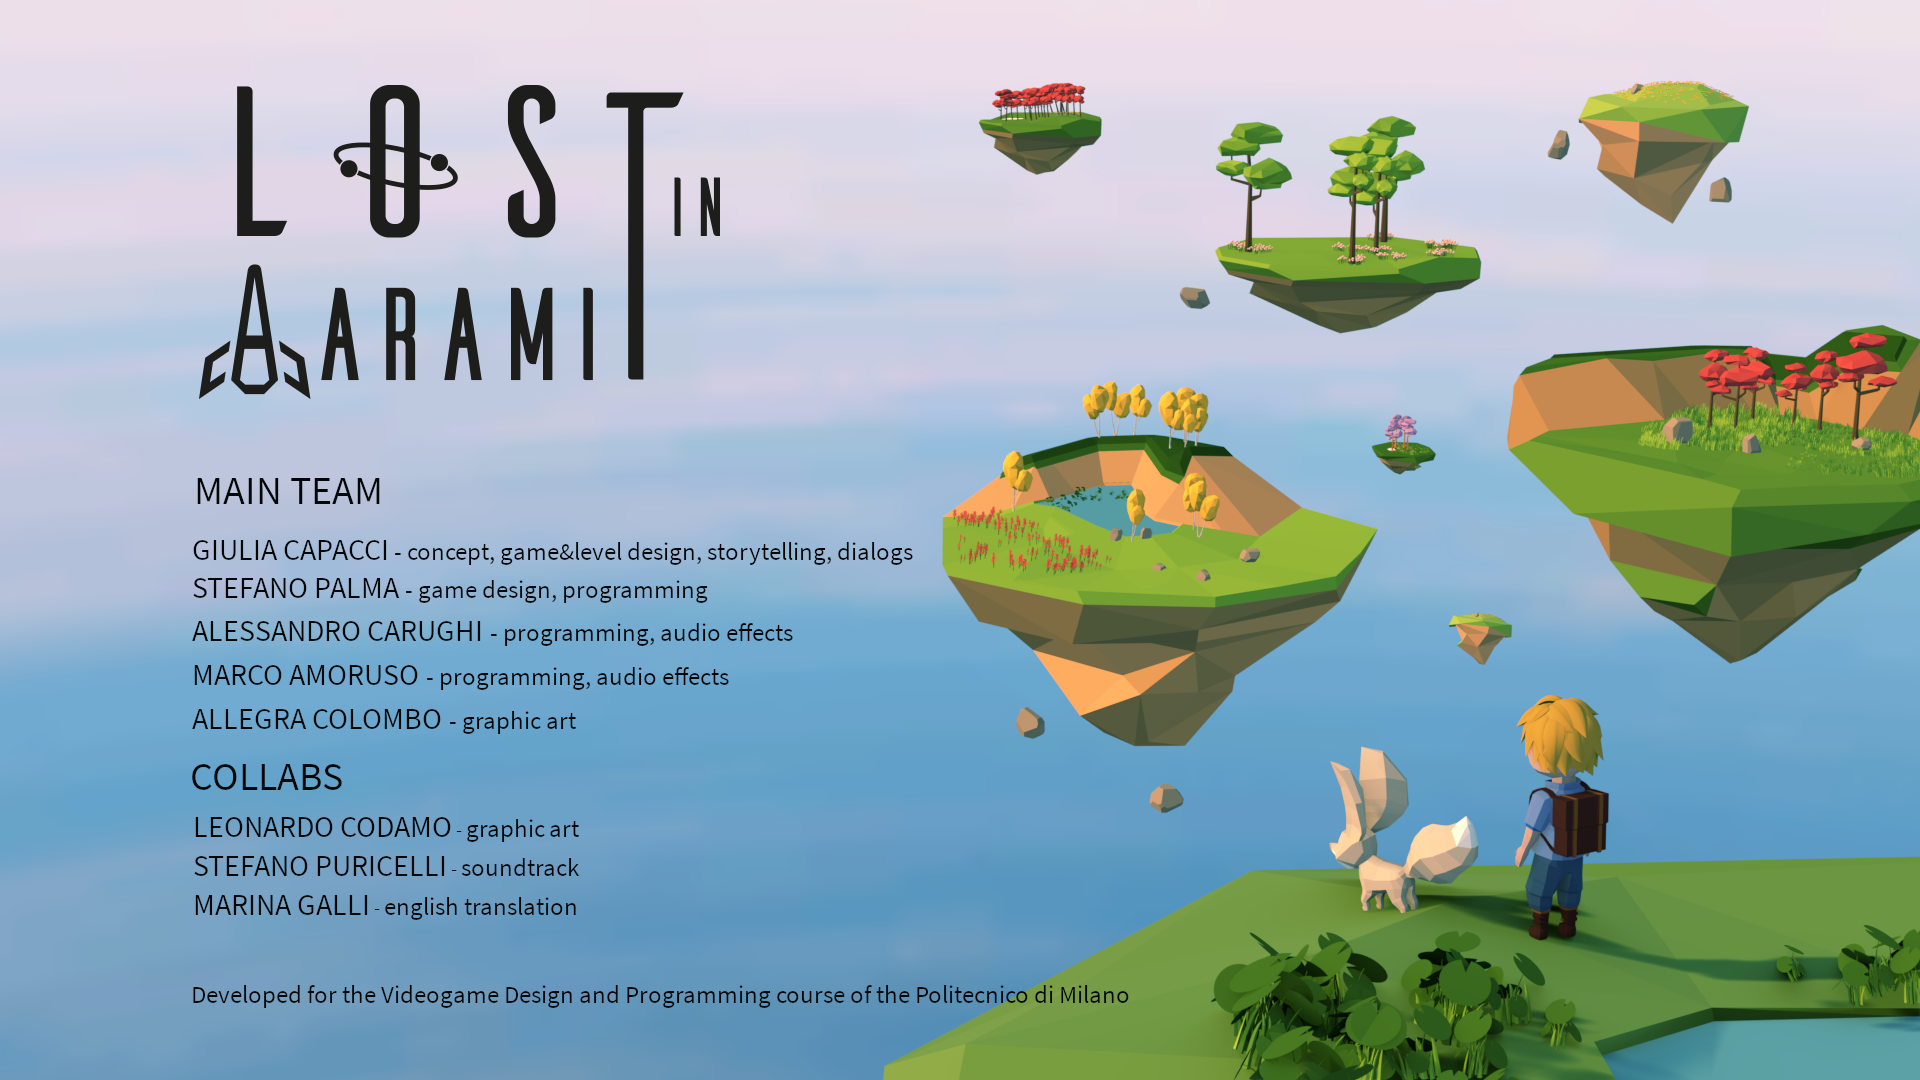 LOST IN
AARAMIT
MAIN TEAM
GIULIA CAPACCI - concept, game&level design, storytelling, dialogs
STEFANO PALMA - game design, programming
ALESSANDRO CARUGHI - programming, audio effects
MARCO AMORUSO - programming, audio effects
ALLEGRA COLOMBO - graphic art
COLLABS
LEONARDO CODAMO - graphic art
STEFANO PURICELLI - soundtrack
MARINA GALLI - english translation
Developed for the Videogame Design and Programming course of the Politecnico di Milano